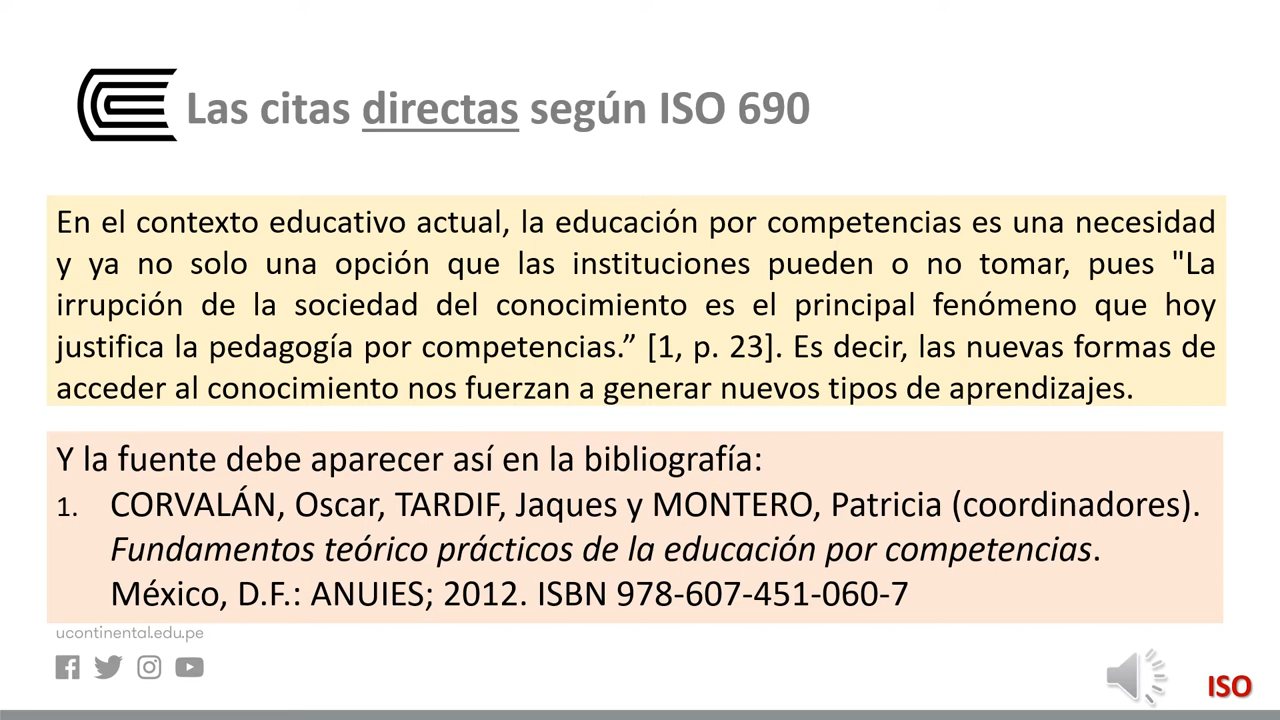 Las citas directas según ISO 690
En el contexto educativo actual, la educación por competencias es una necesidad
y ya no solo una opción que las instituciones pueden o no tomar, pues "La
irrupción de la sociedad del conocimiento es el principal fenómeno que hoy
justifica la pedagogía por competencias.” [1, p. 23]. Es decir, las nuevas formas de
acceder al conocimiento nos fuerzan a generar nuevos tipos de aprendizajes.
Y la fuente debe aparecer así en la bibliografía:
1. CORVALÁN, Oscar, TARDIF, Jaques y MONTERO, Patricia (coordinadores).
Fundamentos teórico prácticos de la educación por competencias.
México, D.F.: ANUIES; 2012. ISBN 978-607-451-060-7
ucontinental.edu.pe
ISO